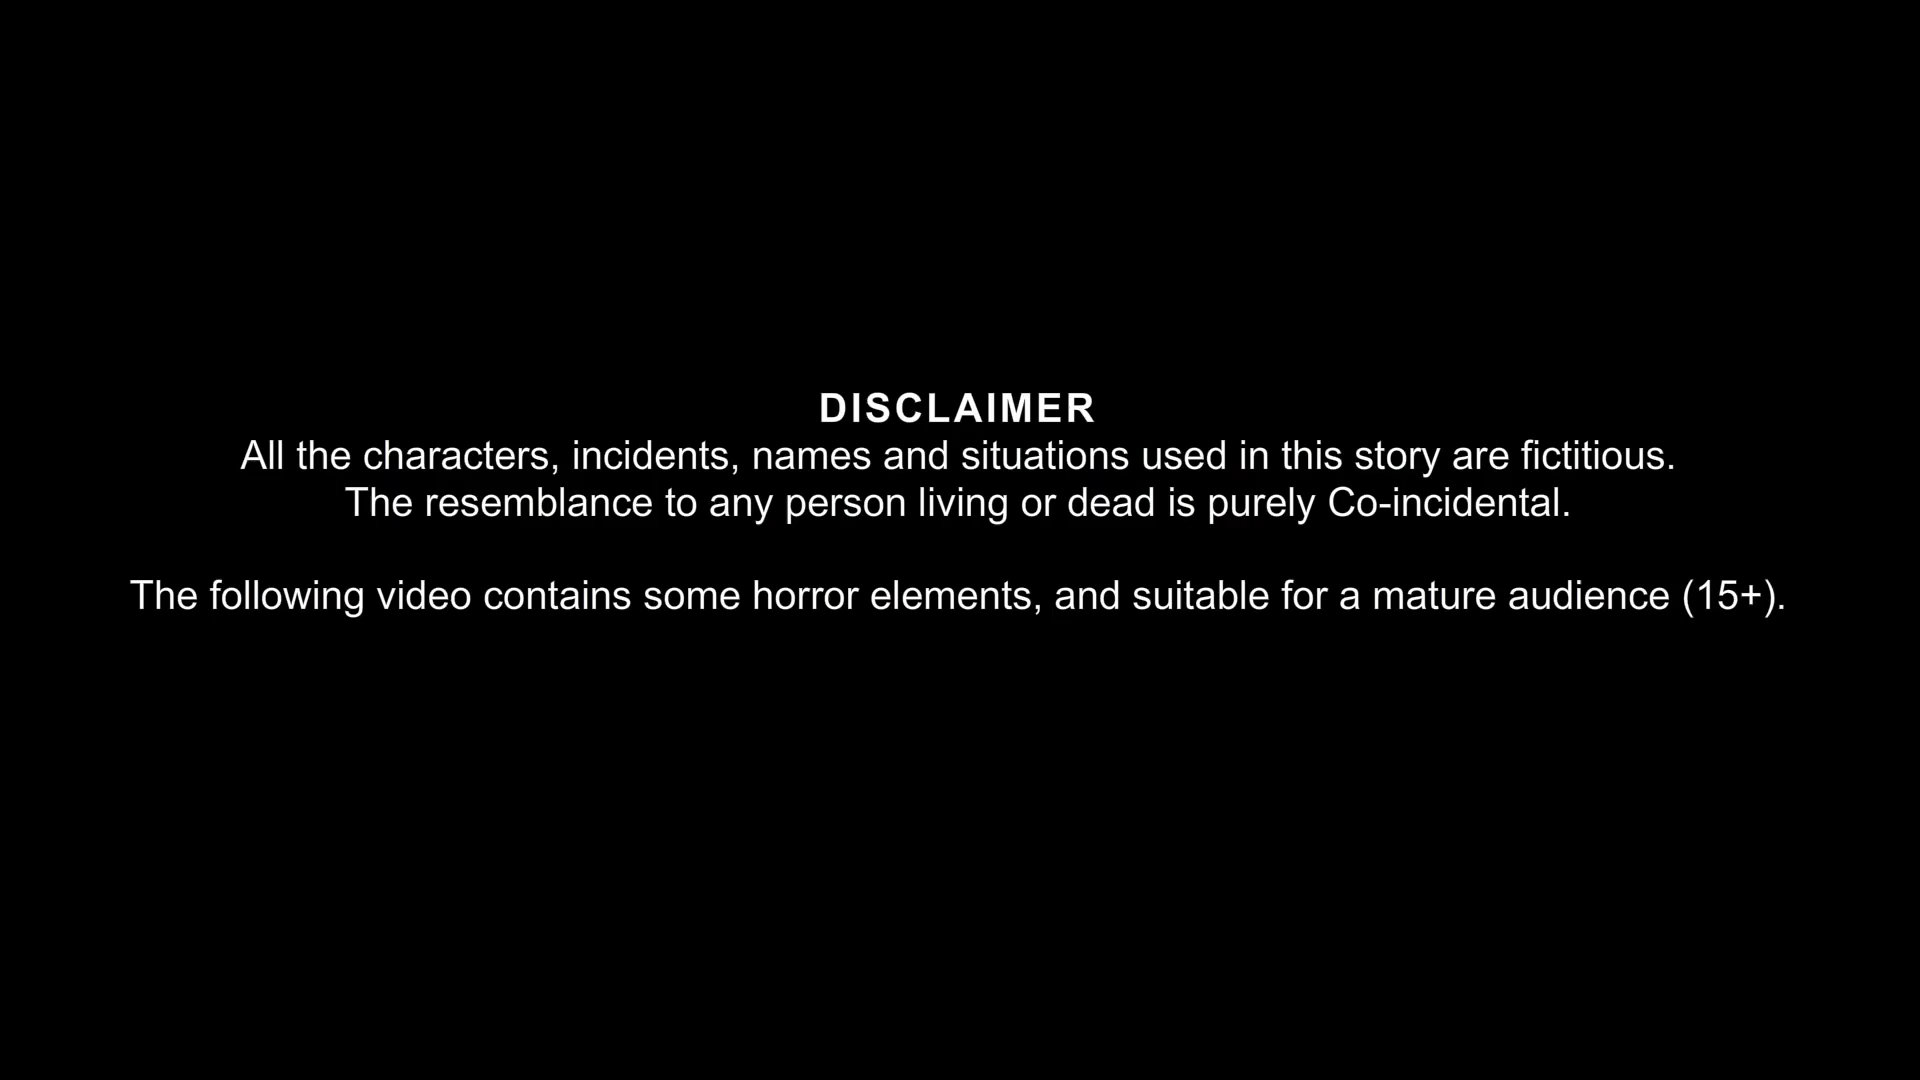 DISCLAIMER
All the characters, incidents, names and situations used in this story are fictitious.
The resemblance to any person living or dead is purely Co-incidental.
The following video contains some horror elements, and suitable for a mature audience (15+).